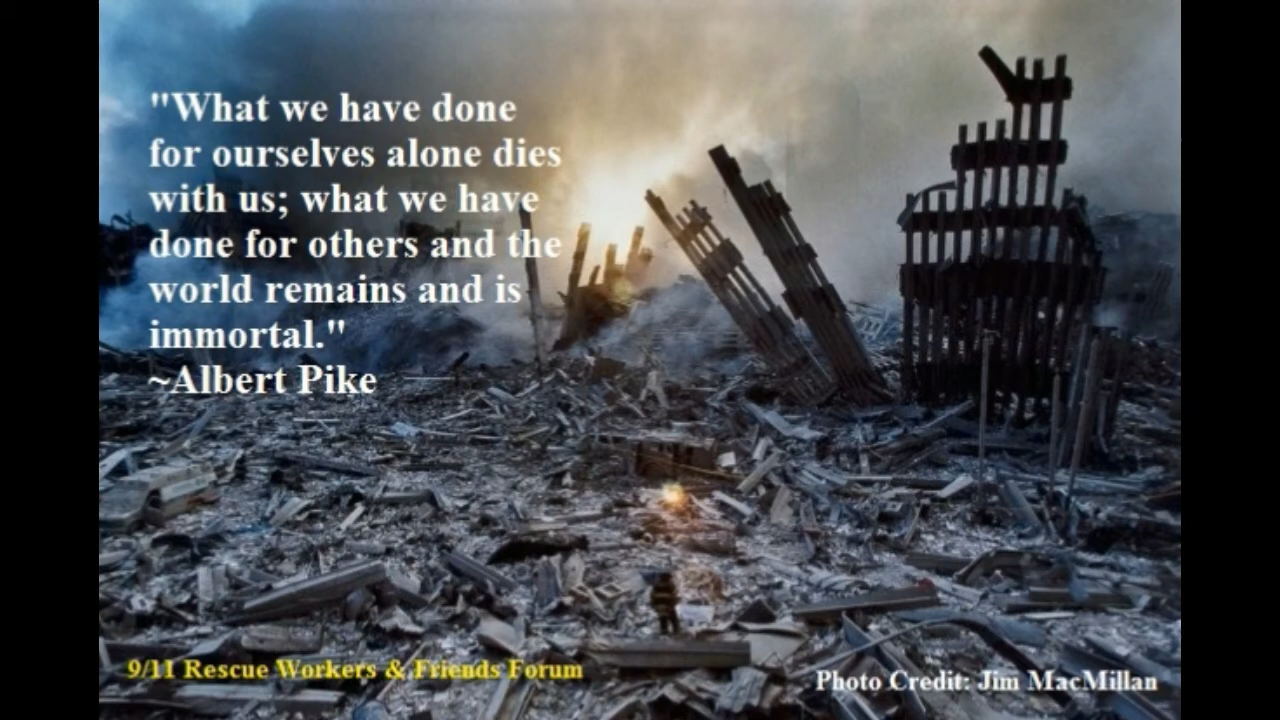 "What we have done
for ourselves alone dies
with us; what we have
done for others and the
world remains and is
immortal."
~Albert Pike
9/11 Rescue Workers & Friends Forum
Photo Credit: Jim MacMillan